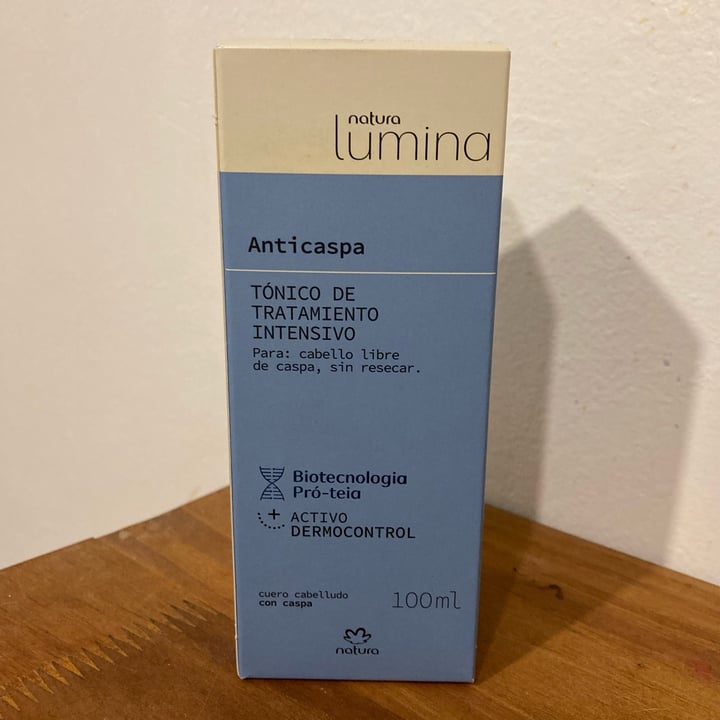 natura
lumina
Anticaspa
TÓNICO DE
TRATAMIENTO
INTENSIVO
Para: cabello libre
de caspa, sin resecar.
Biotecnologia
Pró-teia
ACTIVO
DERMOCONTROL
cuero cabelludo
con caspa
100ml
natura